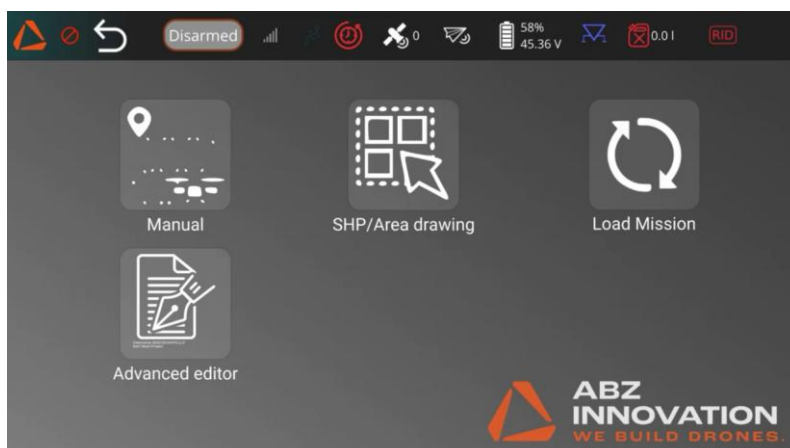 Disarmed
0
58%
45.36 V
0.0 l
RID
Manual
SHP/Area drawing
Load Mission
Advanced editor
ABZ
INNOVATION
WE BUILD DRONES.